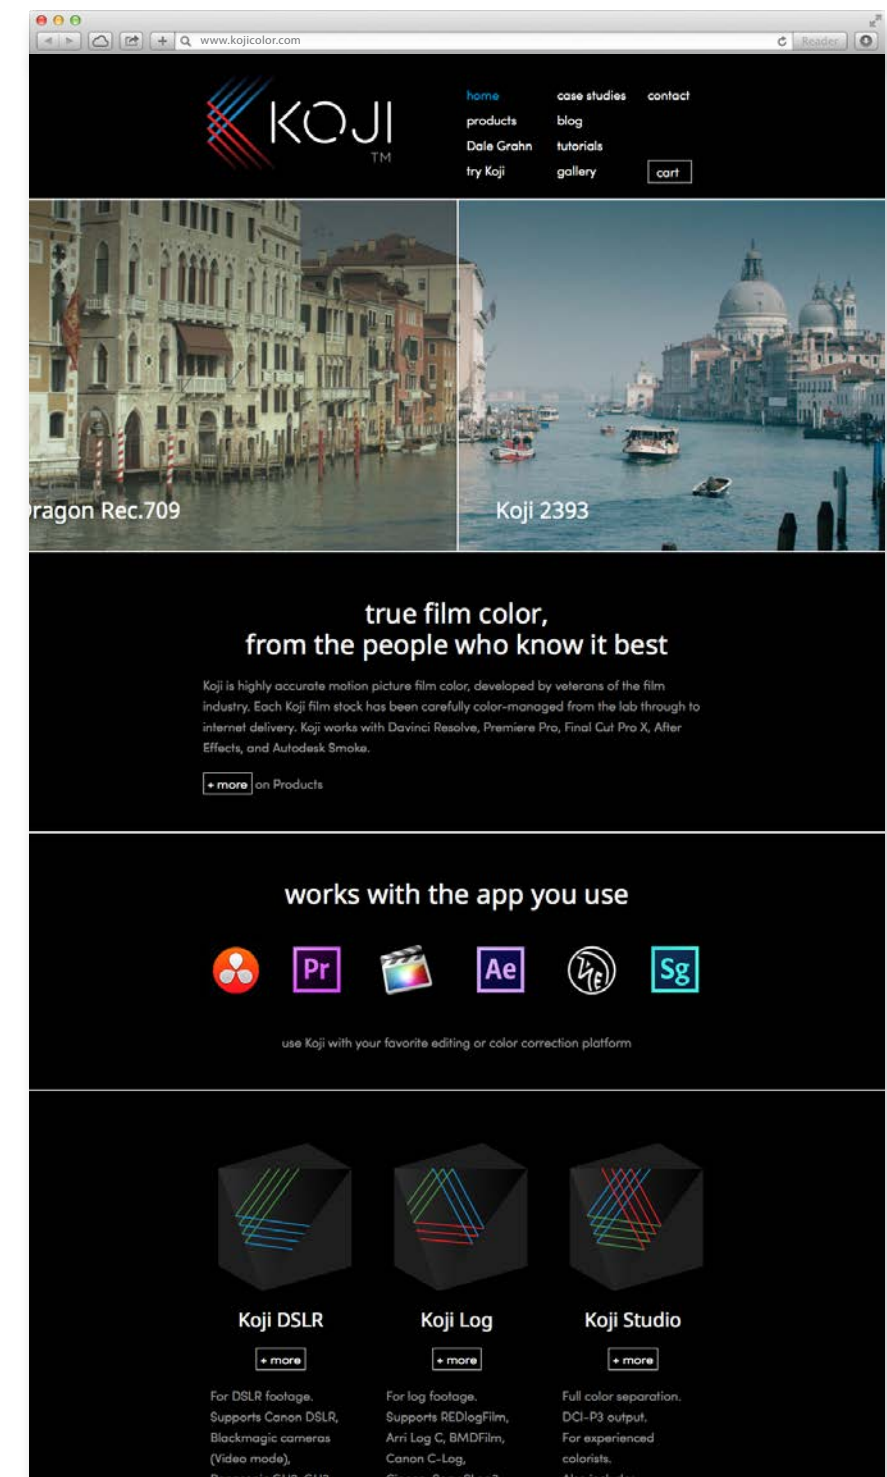 www.kojicolor.com
Reader
KOJI
TM
home
products
Dale Grahn
try Koji
case studies
blog
tutorials
gallery
contact
cart
Rec.709
Koji 2393
true film color,
from the people who know it best
Koji is highly accurate motion picture film color, developed by veterans of the film
industry. Each Koji film stock has been carefully color-managed from the lab through to
internet delivery. Koji works with Davinci Resolve, Premiere Pro, Final Cut Pro X, After
Effects, and Autodesk Smoke.
+ more on Products
works with the app you use
Pr
Ae
Sg
use Koji with your favorite editing or color correction platform
Koji DSLR
+ more
For DSLR footage.
Supports Canon DSLR,
Blackmagic cameras
(Video mode),
Koji Log
+ more
For log footage.
Supports REDlogFilm,
Arri Log C, BMDFilm,
Canon C-Log,
Koji Studio
+ more
Full color separation.
DCI-P3 output.
For experienced
colorists.